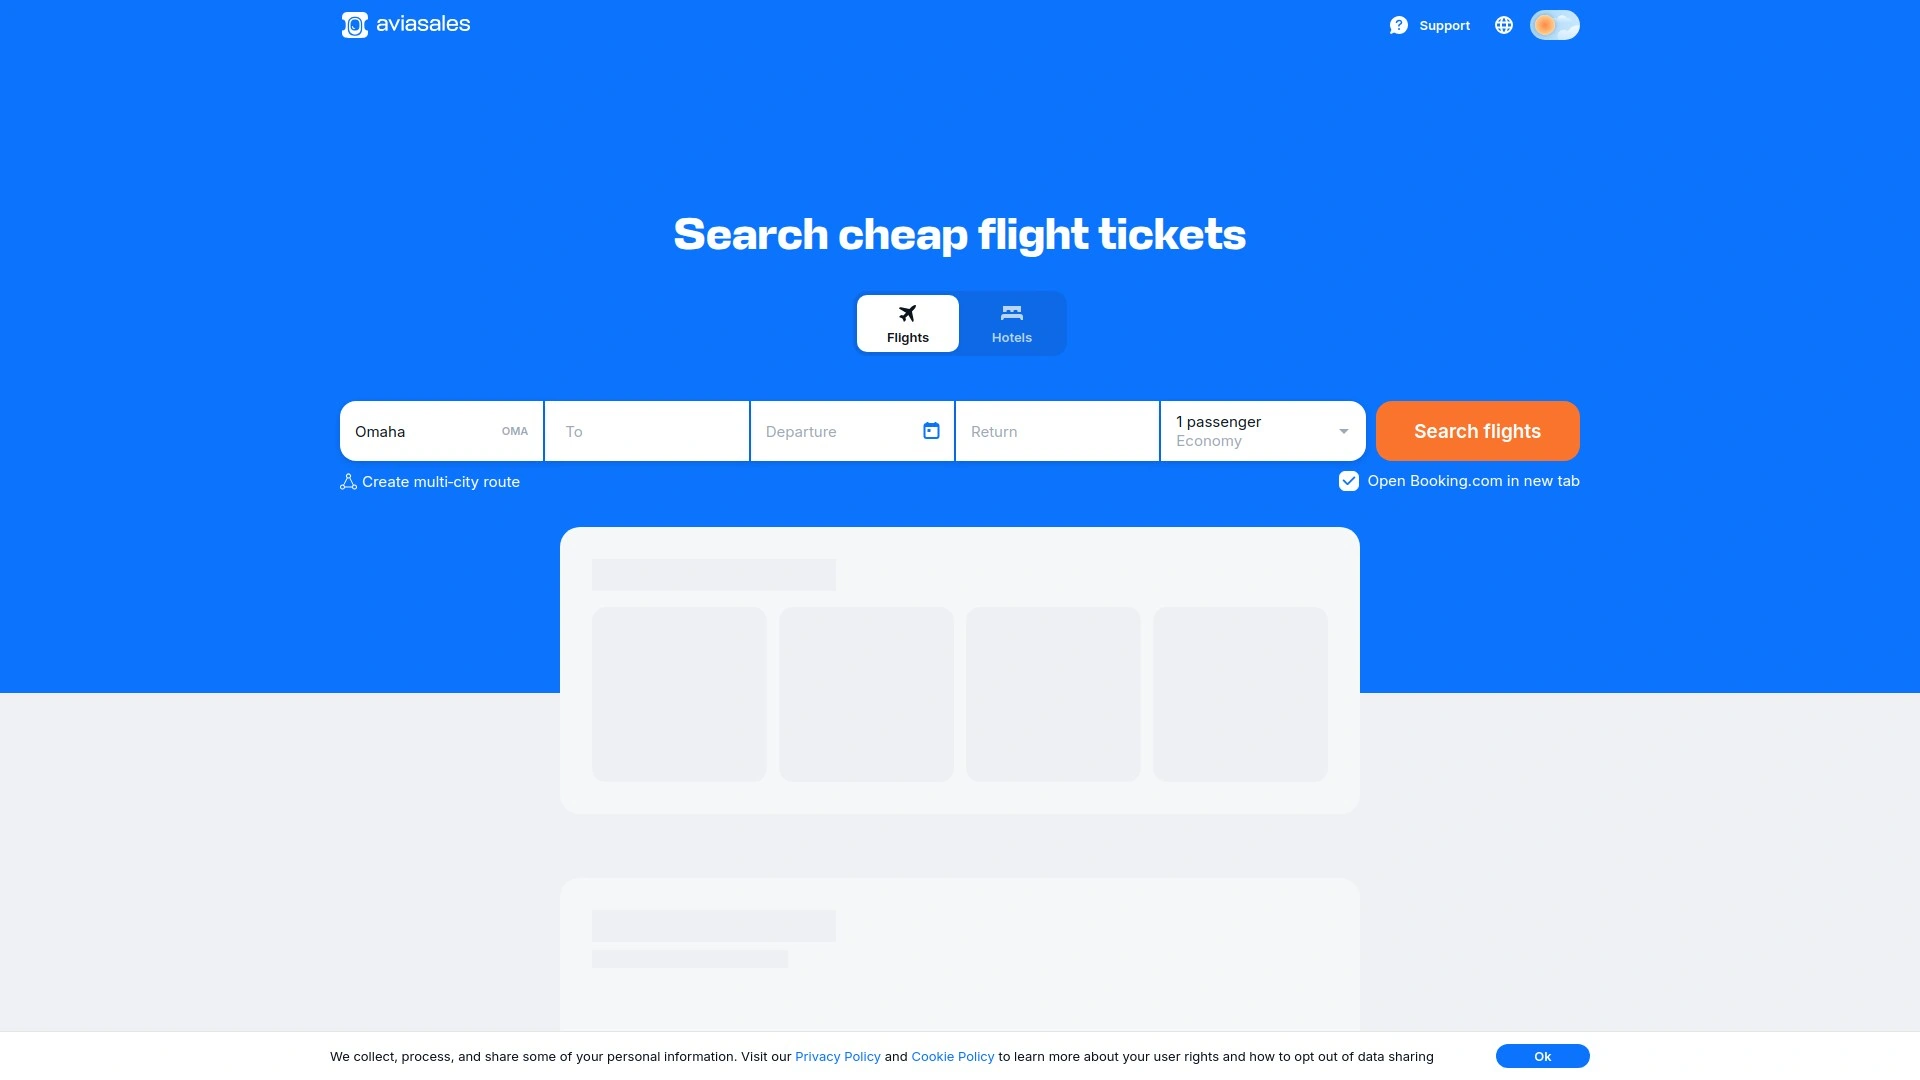 aviasales
Support
Search cheap flight tickets
Flights
Hotels
Omaha OMA
To
Departure
Return
1 passenger
Economy
Search flights
Create multi-city route
Open Booking.com in new tab
We collect, process, and share some of your personal information. Visit our Privacy Policy and Cookie Policy to learn more about your user rights and how to opt out of data sharing
Ok